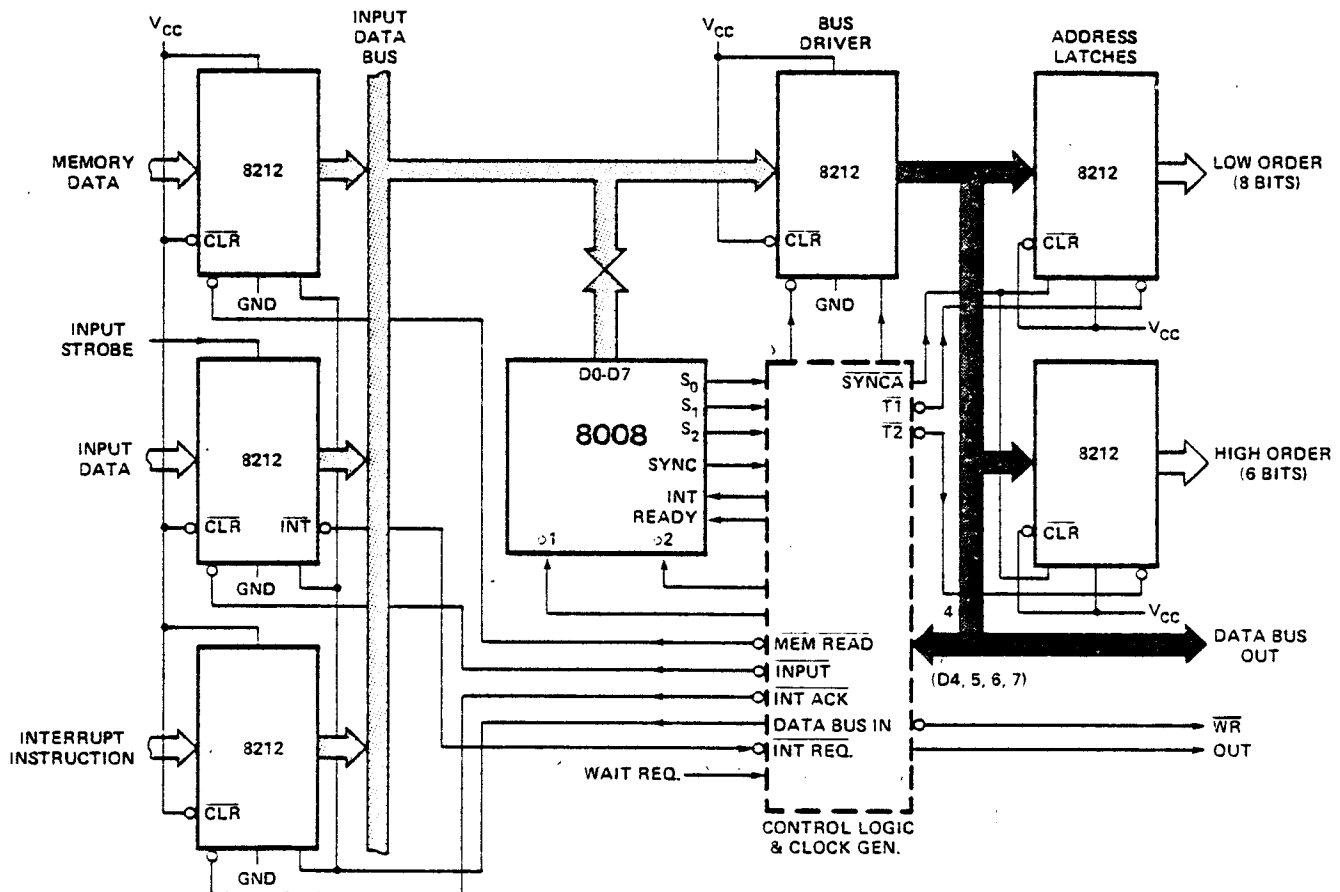 VCC
INPUT
DATA
BUS
VCC
BUS
DRIVER
ADDRESS
LATCHES
MEMORY
DATA
8212
8212
8212
LOW ORDER
(8 BITS)
CLR
CLR
CLR
GND
GND
VCC
INPUT
STROBE
D0-D7
S0
S1
S2
8008
SYNC
INT
READY
φ1
φ2
SYNCA
T1
T2
INPUT
DATA
8212
8212
HIGH ORDER
(6 BITS)
CLR
INT
CLR
GND
4
VCC
MEM READ
DATA BUS
OUT
INPUT
(D4, 5, 6, 7)
INT ACK
DATA BUS IN
WR
INT REQ.
OUT
WAIT REQ.
INTERRUPT
INSTRUCTION
8212
CLR
GND
CONTROL LOGIC
& CLOCK GEN.